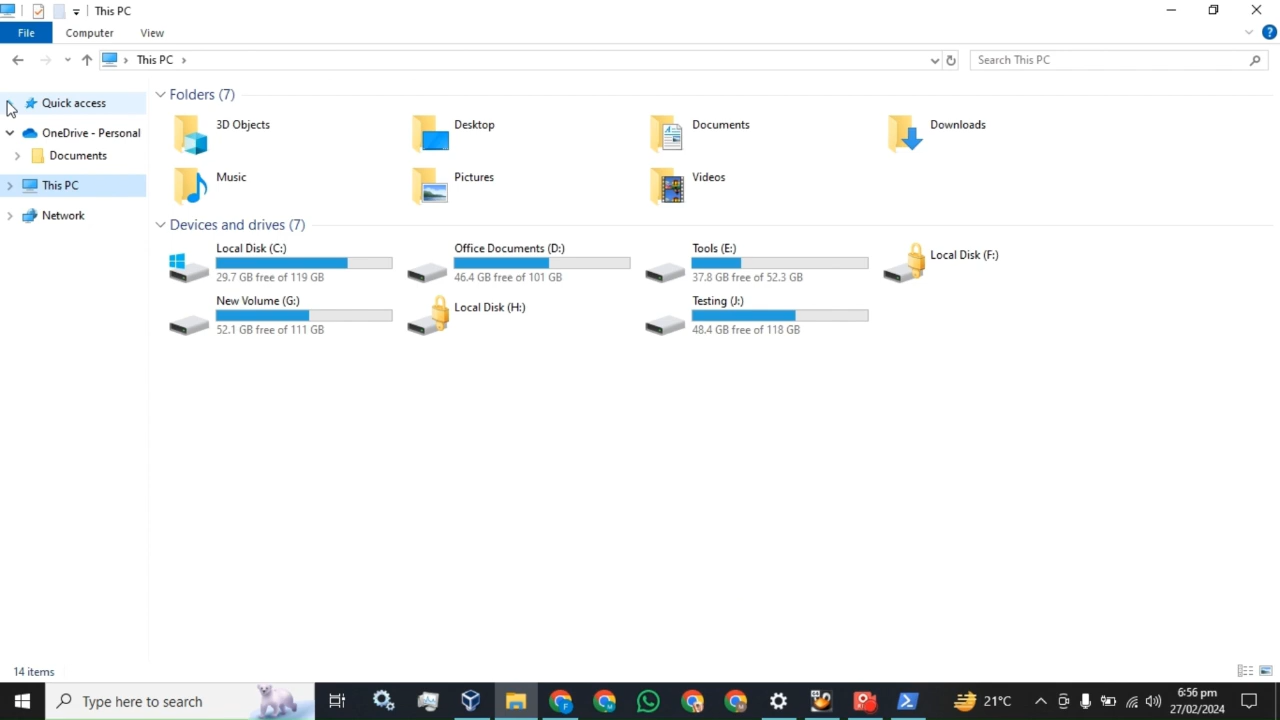 This PC
File Computer View
This PC
Search This PC
Quick access
OneDrive - Personal
Documents
This PC
Network
Folders (7)
3D Objects
Desktop
Documents
Downloads
Music
Pictures
Videos
Devices and drives (7)
Local Disk (C:)
29.7 GB free of 119 GB
Office Documents (D:)
46.4 GB free of 101 GB
Tools (E:)
37.8 GB free of 52.3 GB
Local Disk (F:)
New Volume (G:)
52.1 GB free of 111 GB
Local Disk (H:)
Testing (J:)
48.4 GB free of 118 GB
14 items
Type here to search
21°C
6:56 pm
27/02/2024